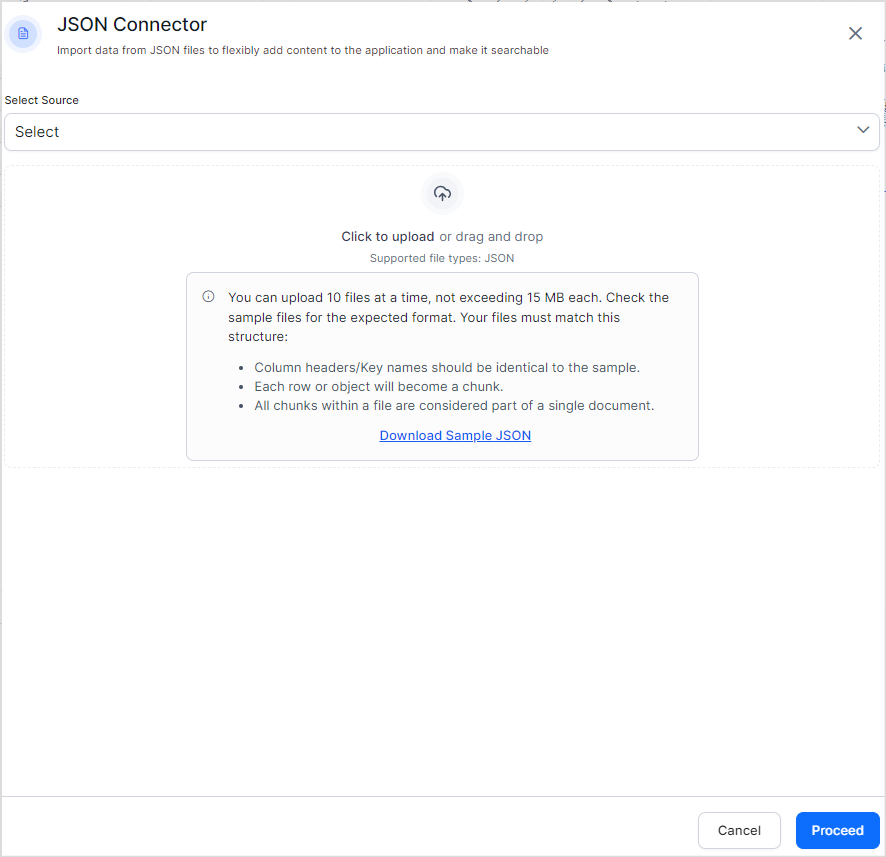 JSON Connector
Import data from JSON files to flexibly add content to the application and make it searchable
Select Source
Select
Click to upload or drag and drop
Supported file types: JSON
You can upload 10 files at a time, not exceeding 15 MB each. Check the
sample files for the expected format. Your files must match this
structure:
• Column headers/Key names should be identical to the sample.
• Each row or object will become a chunk.
• All chunks within a file are considered part of a single document.
Download Sample JSON
Cancel
Proceed